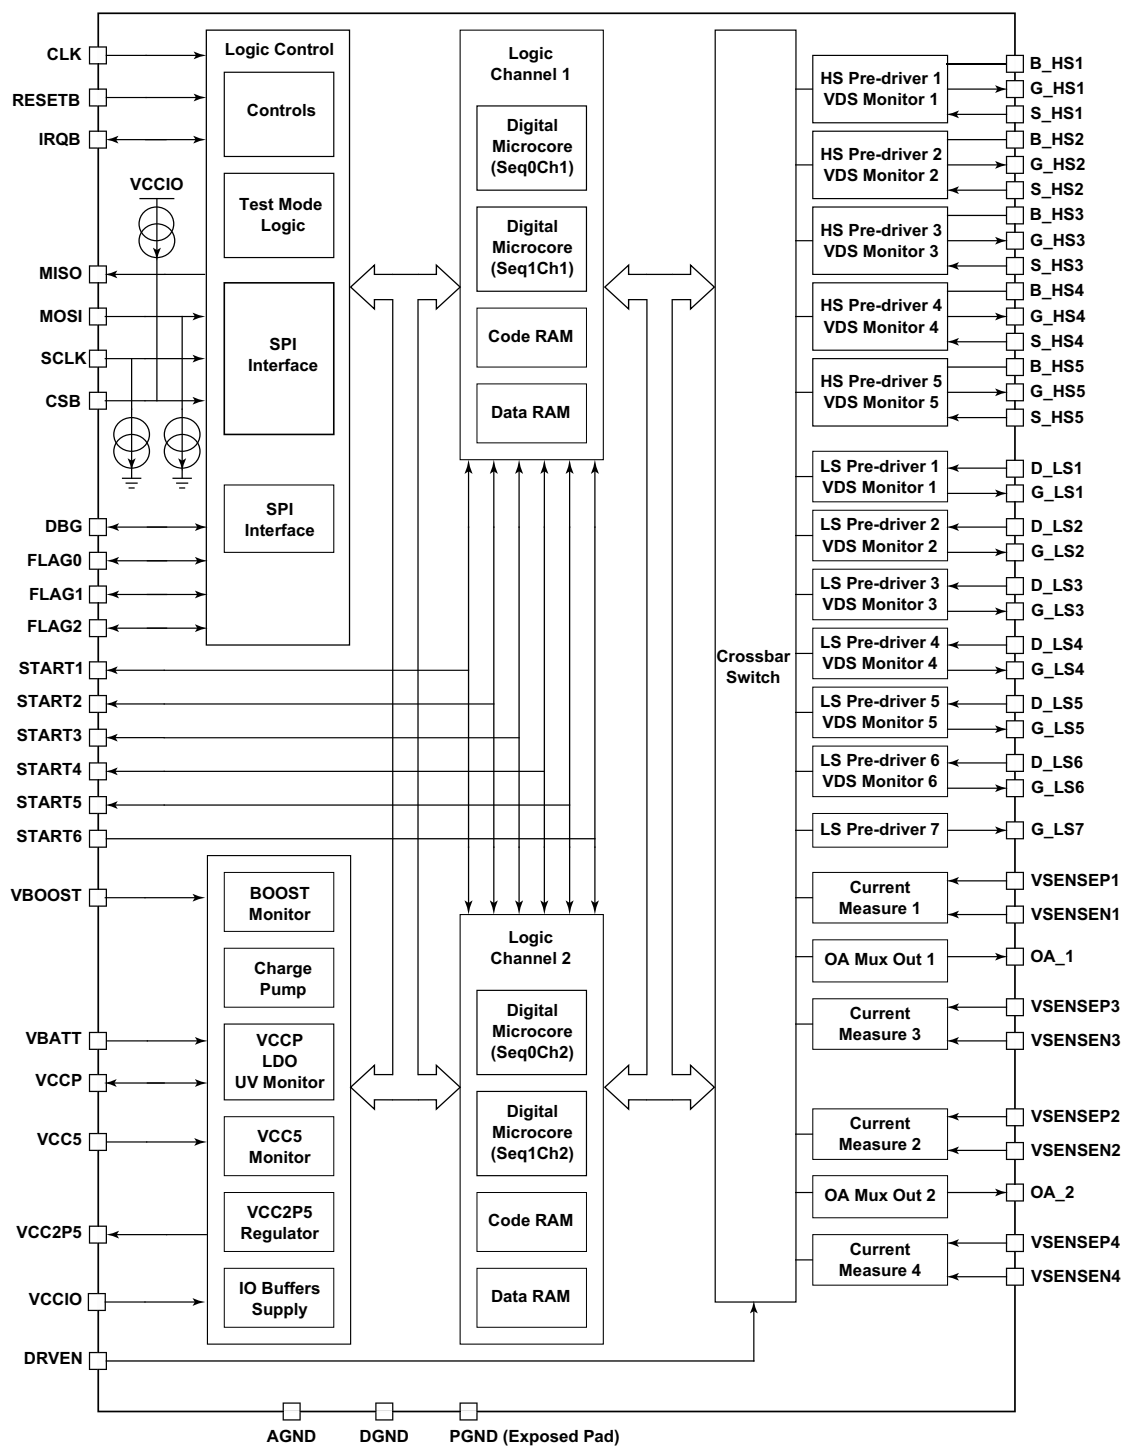 CLK
RESETB
IRQB
VCCIO
MISO
MOSI
SCLK
CSB
DBG
FLAG0
FLAG1
FLAG2
START1
START2
START3
START4
START5
START6
VBOOST
VBATT
VCCP
VCC5
VCC2P5
VCCIO
DRVEN
Logic Control
Controls
Test Mode
Logic
SPI
Interface
SPI
Interface
BOOST
Monitor
Charge
Pump
VCCP
LDO
UV Monitor
VCC5
Monitor
VCC2P5
Regulator
IO Buffers
Supply
Logic
Channel 1
Digital
Microcore
(Seq0Ch1)
Digital
Microcore
(Seq1Ch1)
Code RAM
Data RAM
Logic
Channel 2
Digital
Microcore
(Seq0Ch2)
Digital
Microcore
(Seq1Ch2)
Code RAM
Data RAM
Crossbar
Switch
HS Pre-driver 1
VDS Monitor 1
HS Pre-driver 2
VDS Monitor 2
HS Pre-driver 3
VDS Monitor 3
HS Pre-driver 4
VDS Monitor 4
HS Pre-driver 5
VDS Monitor 5
LS Pre-driver 1
VDS Monitor 1
LS Pre-driver 2
VDS Monitor 2
LS Pre-driver 3
VDS Monitor 3
LS Pre-driver 4
VDS Monitor 4
LS Pre-driver 5
VDS Monitor 5
LS Pre-driver 6
VDS Monitor 6
LS Pre-driver 7
Current
Measure 1
OA Mux Out 1
Current
Measure 3
Current
Measure 2
OA Mux Out 2
Current
Measure 4
B_HS1
G_HS1
S_HS1
B_HS2
G_HS2
S_HS2
B_HS3
G_HS3
S_HS3
B_HS4
G_HS4
S_HS4
B_HS5
G_HS5
S_HS5
D_LS1
G_LS1
D_LS2
G_LS2
D_LS3
G_LS3
D_LS4
G_LS4
D_LS5
G_LS5
D_LS6
G_LS6
G_LS7
VSENSEP1
VSENSEN1
OA_1
VSENSEP3
VSENSEN3
VSENSEP2
VSENSEN2
OA_2
VSENSEP4
VSENSEN4
AGND
DGND
PGND (Exposed Pad)